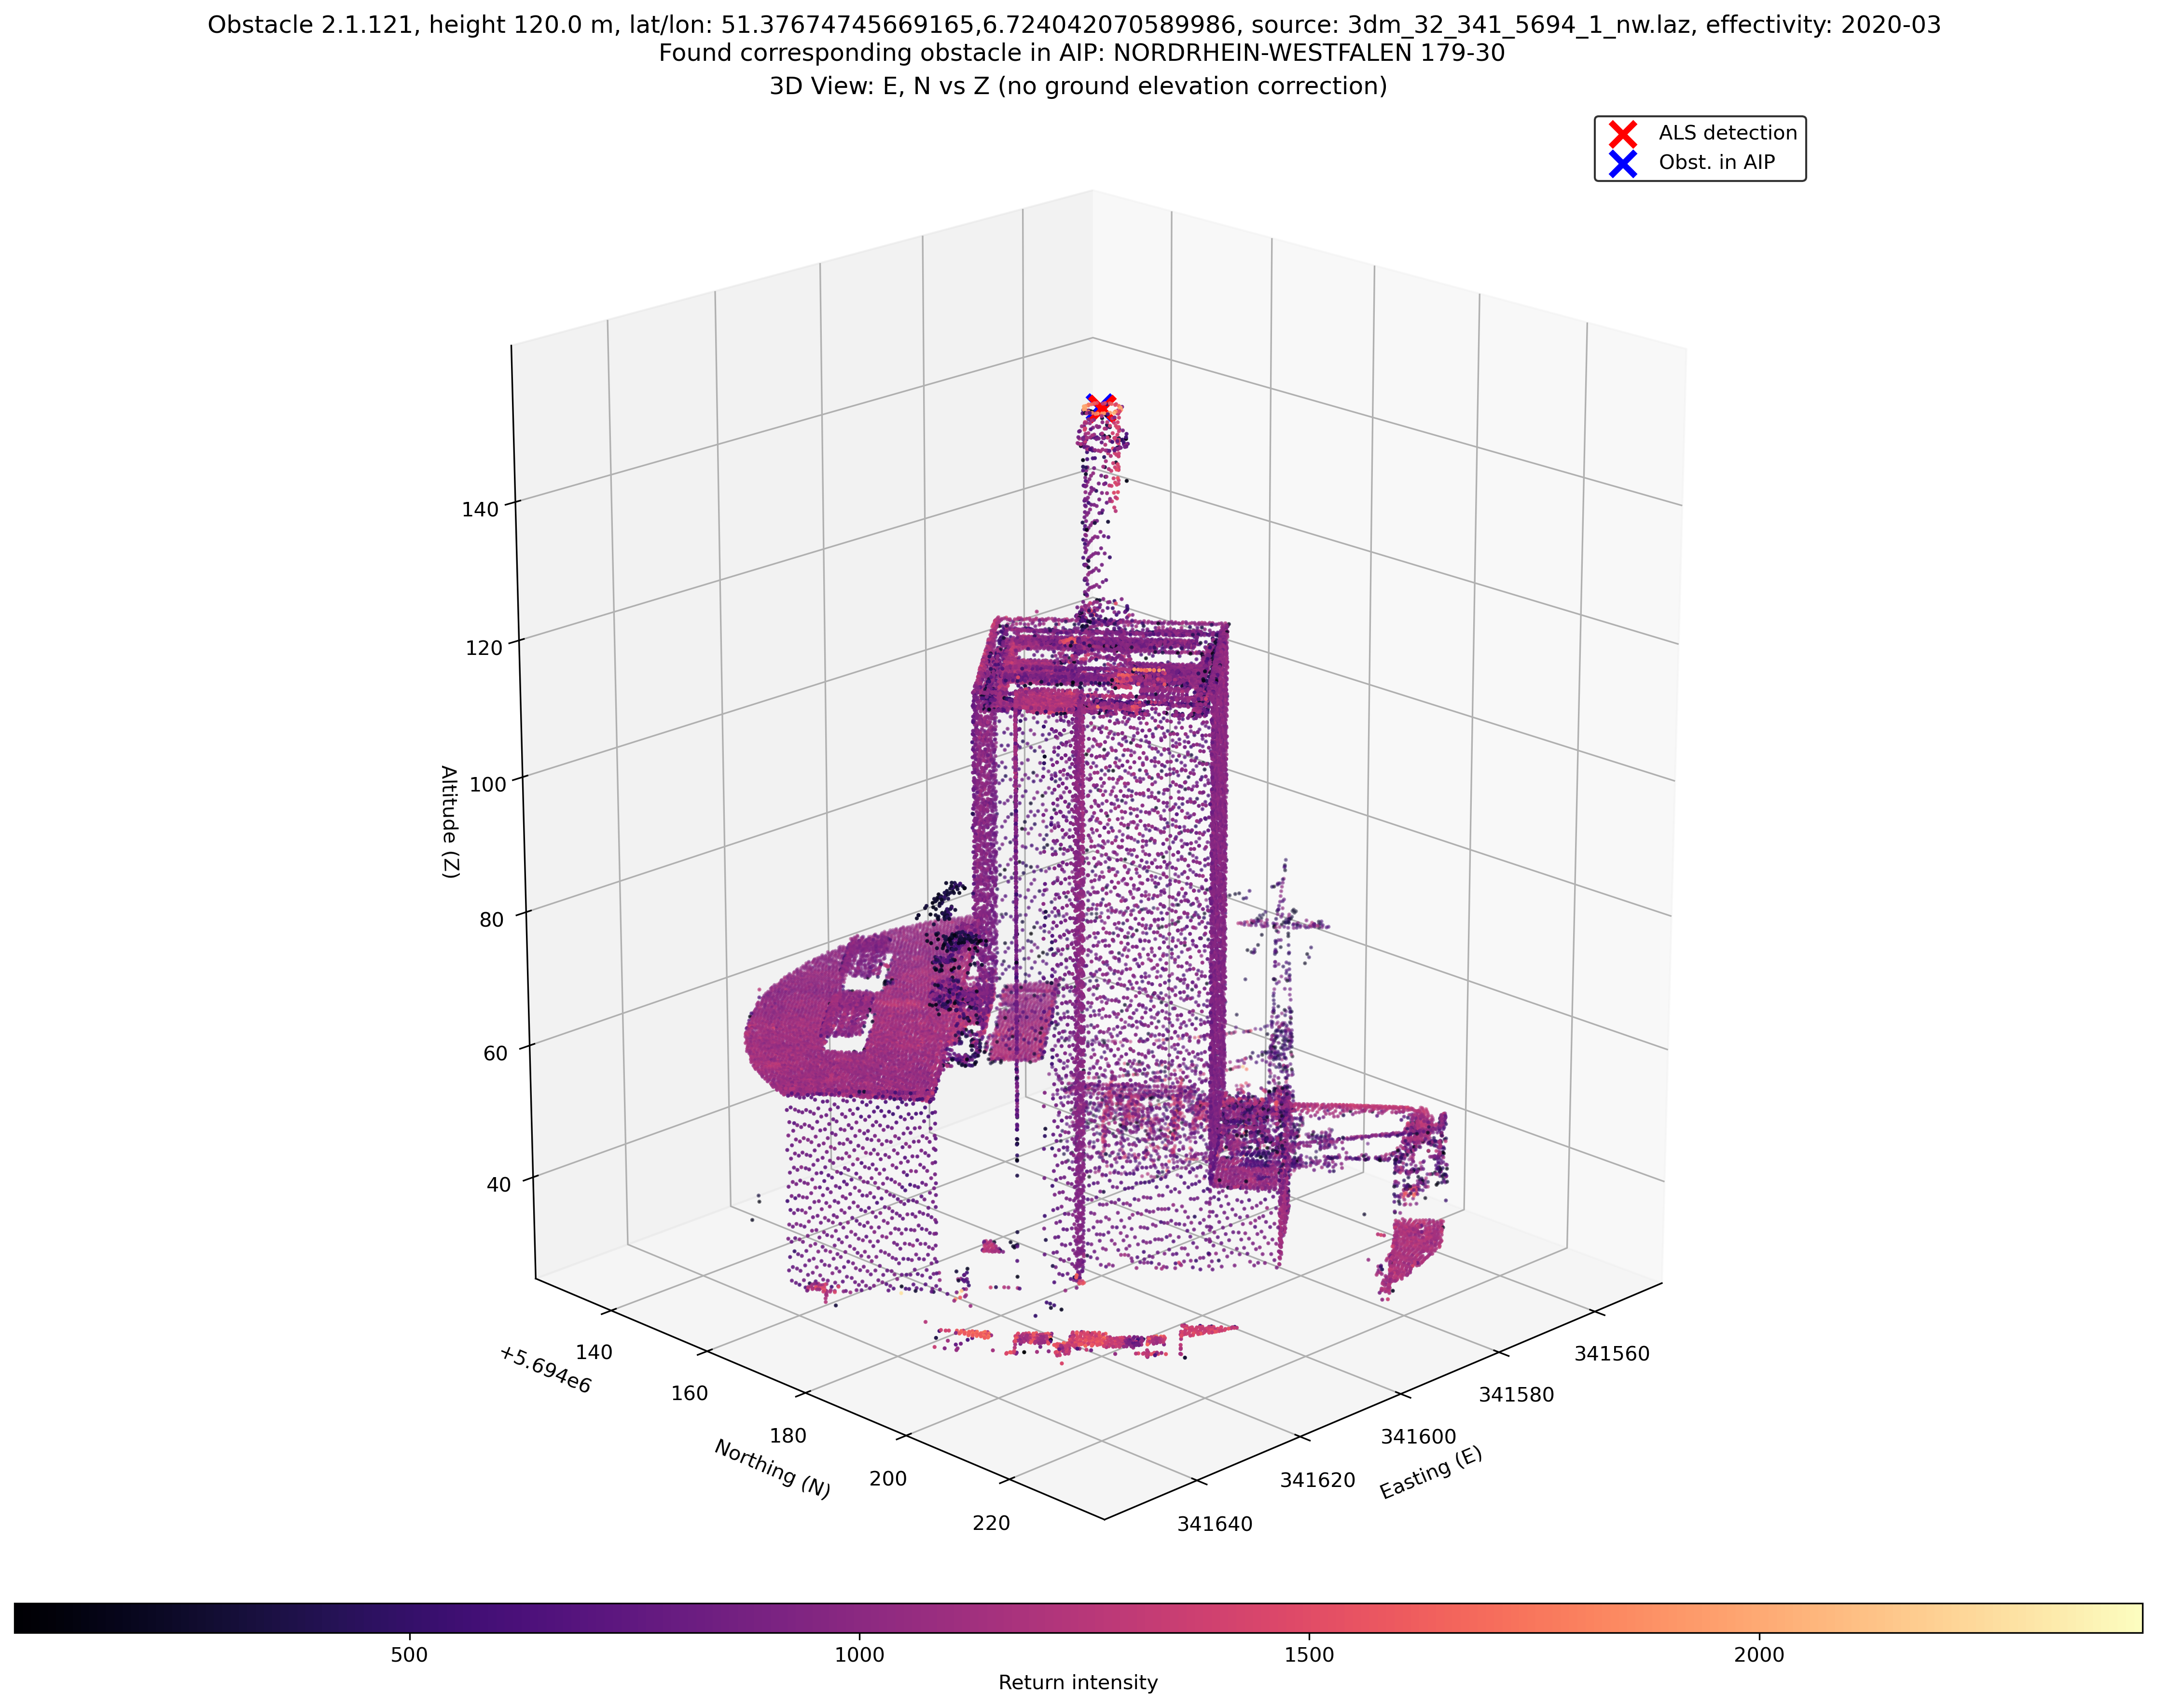 Obstacle 2.1.121, height 120.0 m, lat/lon: 51.37674745669165,6.724042070589986, source: 3dm_32_341_5694_1_nw.laz, effectivity: 2020-03
Found corresponding obstacle in AIP: NORDRHEIN-WESTFALEN 179-30
3D View: E, N vs Z (no ground elevation correction)
ALS detection
Obst. in AIP
140
120
100
80
60
40
Altitude (Z)
+5.694e6
140
160
180
200
220
Northing (N)
341560
341580
341600
341620
341640
Easting (E)
500
1000
1500
2000
Return intensity